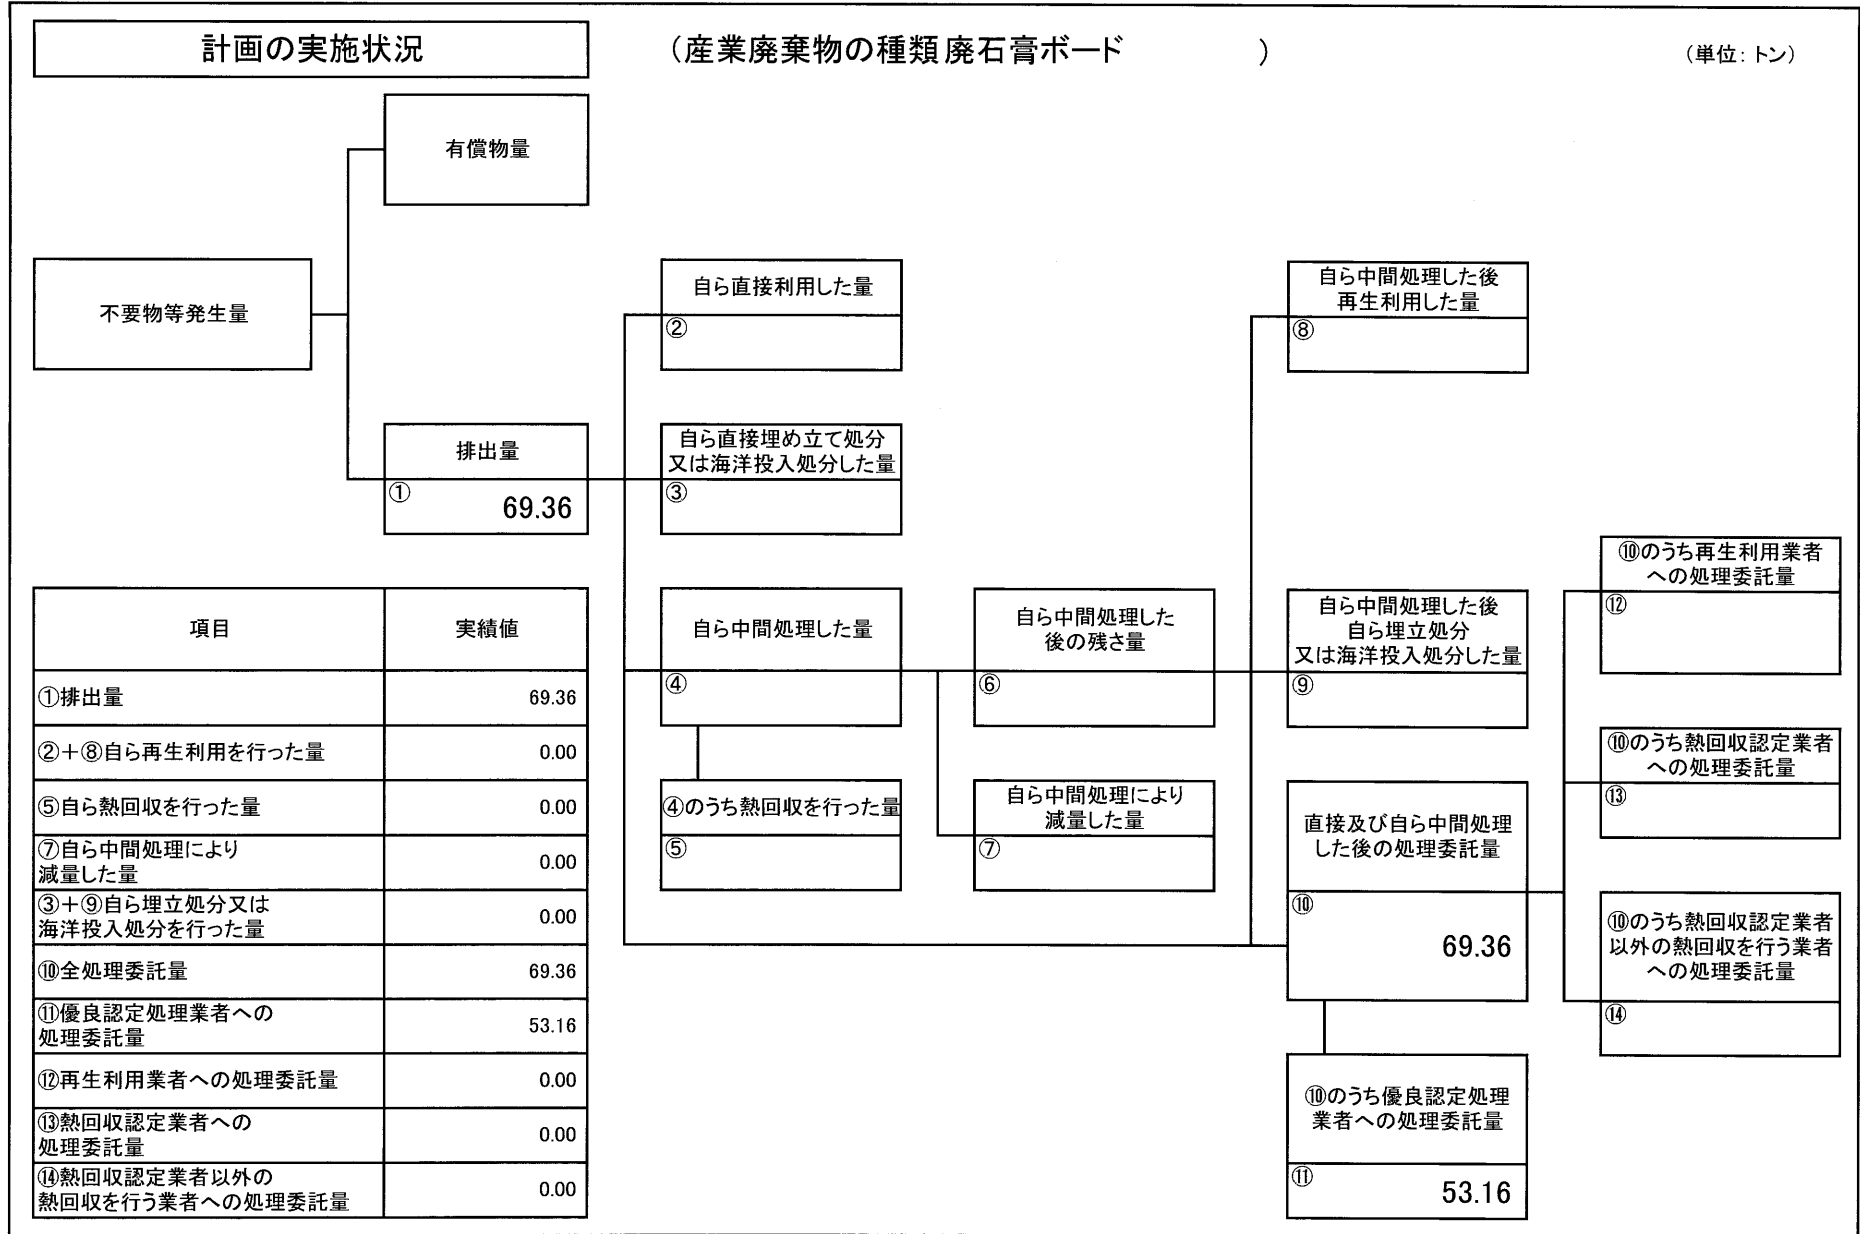 計画の実施状況
（産業廃棄物の種類 廃石膏ボード　　　　　）
（単位：トン）
有償物量
不要物等発生量
自ら直接利用した量
②
自ら中間処理した後
再生利用した量
⑧
排出量
① 69.36
自ら直接埋め立て処分
又は海洋投入処分した量
③
⑩のうち再生利用業者
への処理委託量
⑫
自ら中間処理した量
④
自ら中間処理した
後の残さ量
⑥
自ら中間処理した後
自ら埋立処分
又は海洋投入処分した量
⑨
⑩のうち熱回収認定業者
への処理委託量
⑬
④のうち熱回収を行った量
⑤
自ら中間処理により
減量した量
⑦
直接及び自ら中間処理
した後の処理委託量
⑩
69.36
⑩のうち熱回収認定業者
以外の熱回収を行う業者
への処理委託量
⑭
⑩のうち優良認定処理
業者への処理委託量
⑪
53.16
項目 実績値
①排出量 69.36
②＋⑧自ら再生利用を行った量 0.00
⑤自ら熱回収を行った量 0.00
⑦自ら中間処理により
減量した量 0.00
③＋⑨自ら埋立処分又は
海洋投入処分を行った量 0.00
⑩全処理委託量 69.36
⑪優良認定処理業者への
処理委託量 53.16
⑫再生利用業者への処理委託量 0.00
⑬熱回収認定業者への
処理委託量 0.00
⑭熱回収認定業者以外の
熱回収を行う業者への処理委託量 0.00